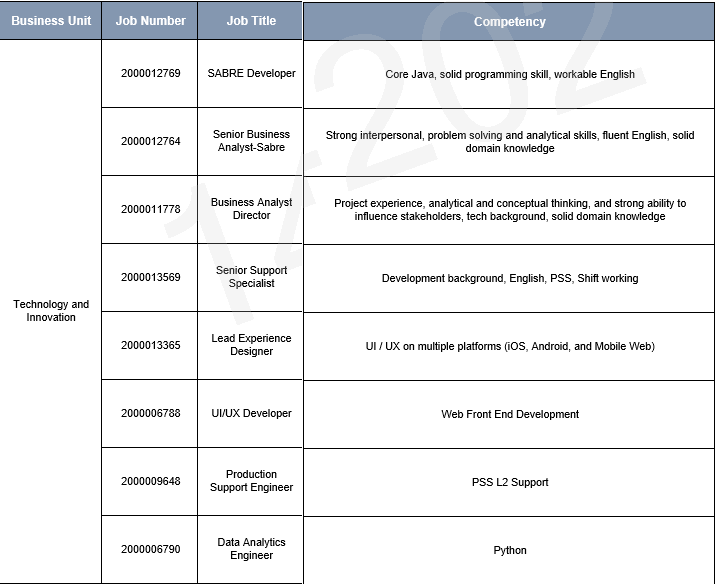 Business Unit
Job Number
Job Title
Competency
Technology and
Innovation
2000012769
SABRE Developer
Core Java, solid programming skill, workable English
2000012764
Senior Business
Analyst-Sabre
Strong interpersonal, problem solving and analytical skills, fluent English, solid
domain knowledge
2000011778
Business Analyst
Director
Project experience, analytical and conceptual thinking, and strong ability to
influence stakeholders, tech background, solid domain knowledge
2000013569
Senior Support
Specialist
Development background, English, PSS, Shift working
2000013365
Lead Experience
Designer
UI / UX on multiple platforms (iOS, Android, and Mobile Web)
2000006788
UI/UX Developer
Web Front End Development
2000009648
Production
Support Engineer
PSS L2 Support
2000006790
Data Analytics
Engineer
Python